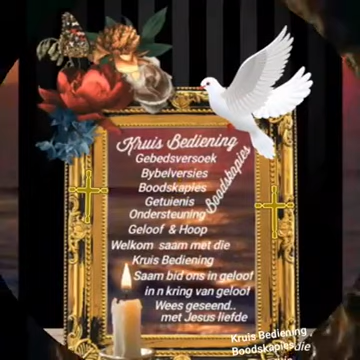 Kruis Bediening
Gebedsversoek
Bybelversies
Boodskapies
Getuienis
Ondersteuning
Boodskapies
Geloof & Hoop
Welkom saam met die
Kruis Bediening
Saam bid ons in geloof
in n kring van geloof
Wees geseend..
met Jesus liefde
Kruis Bediening .
Boodskapies die